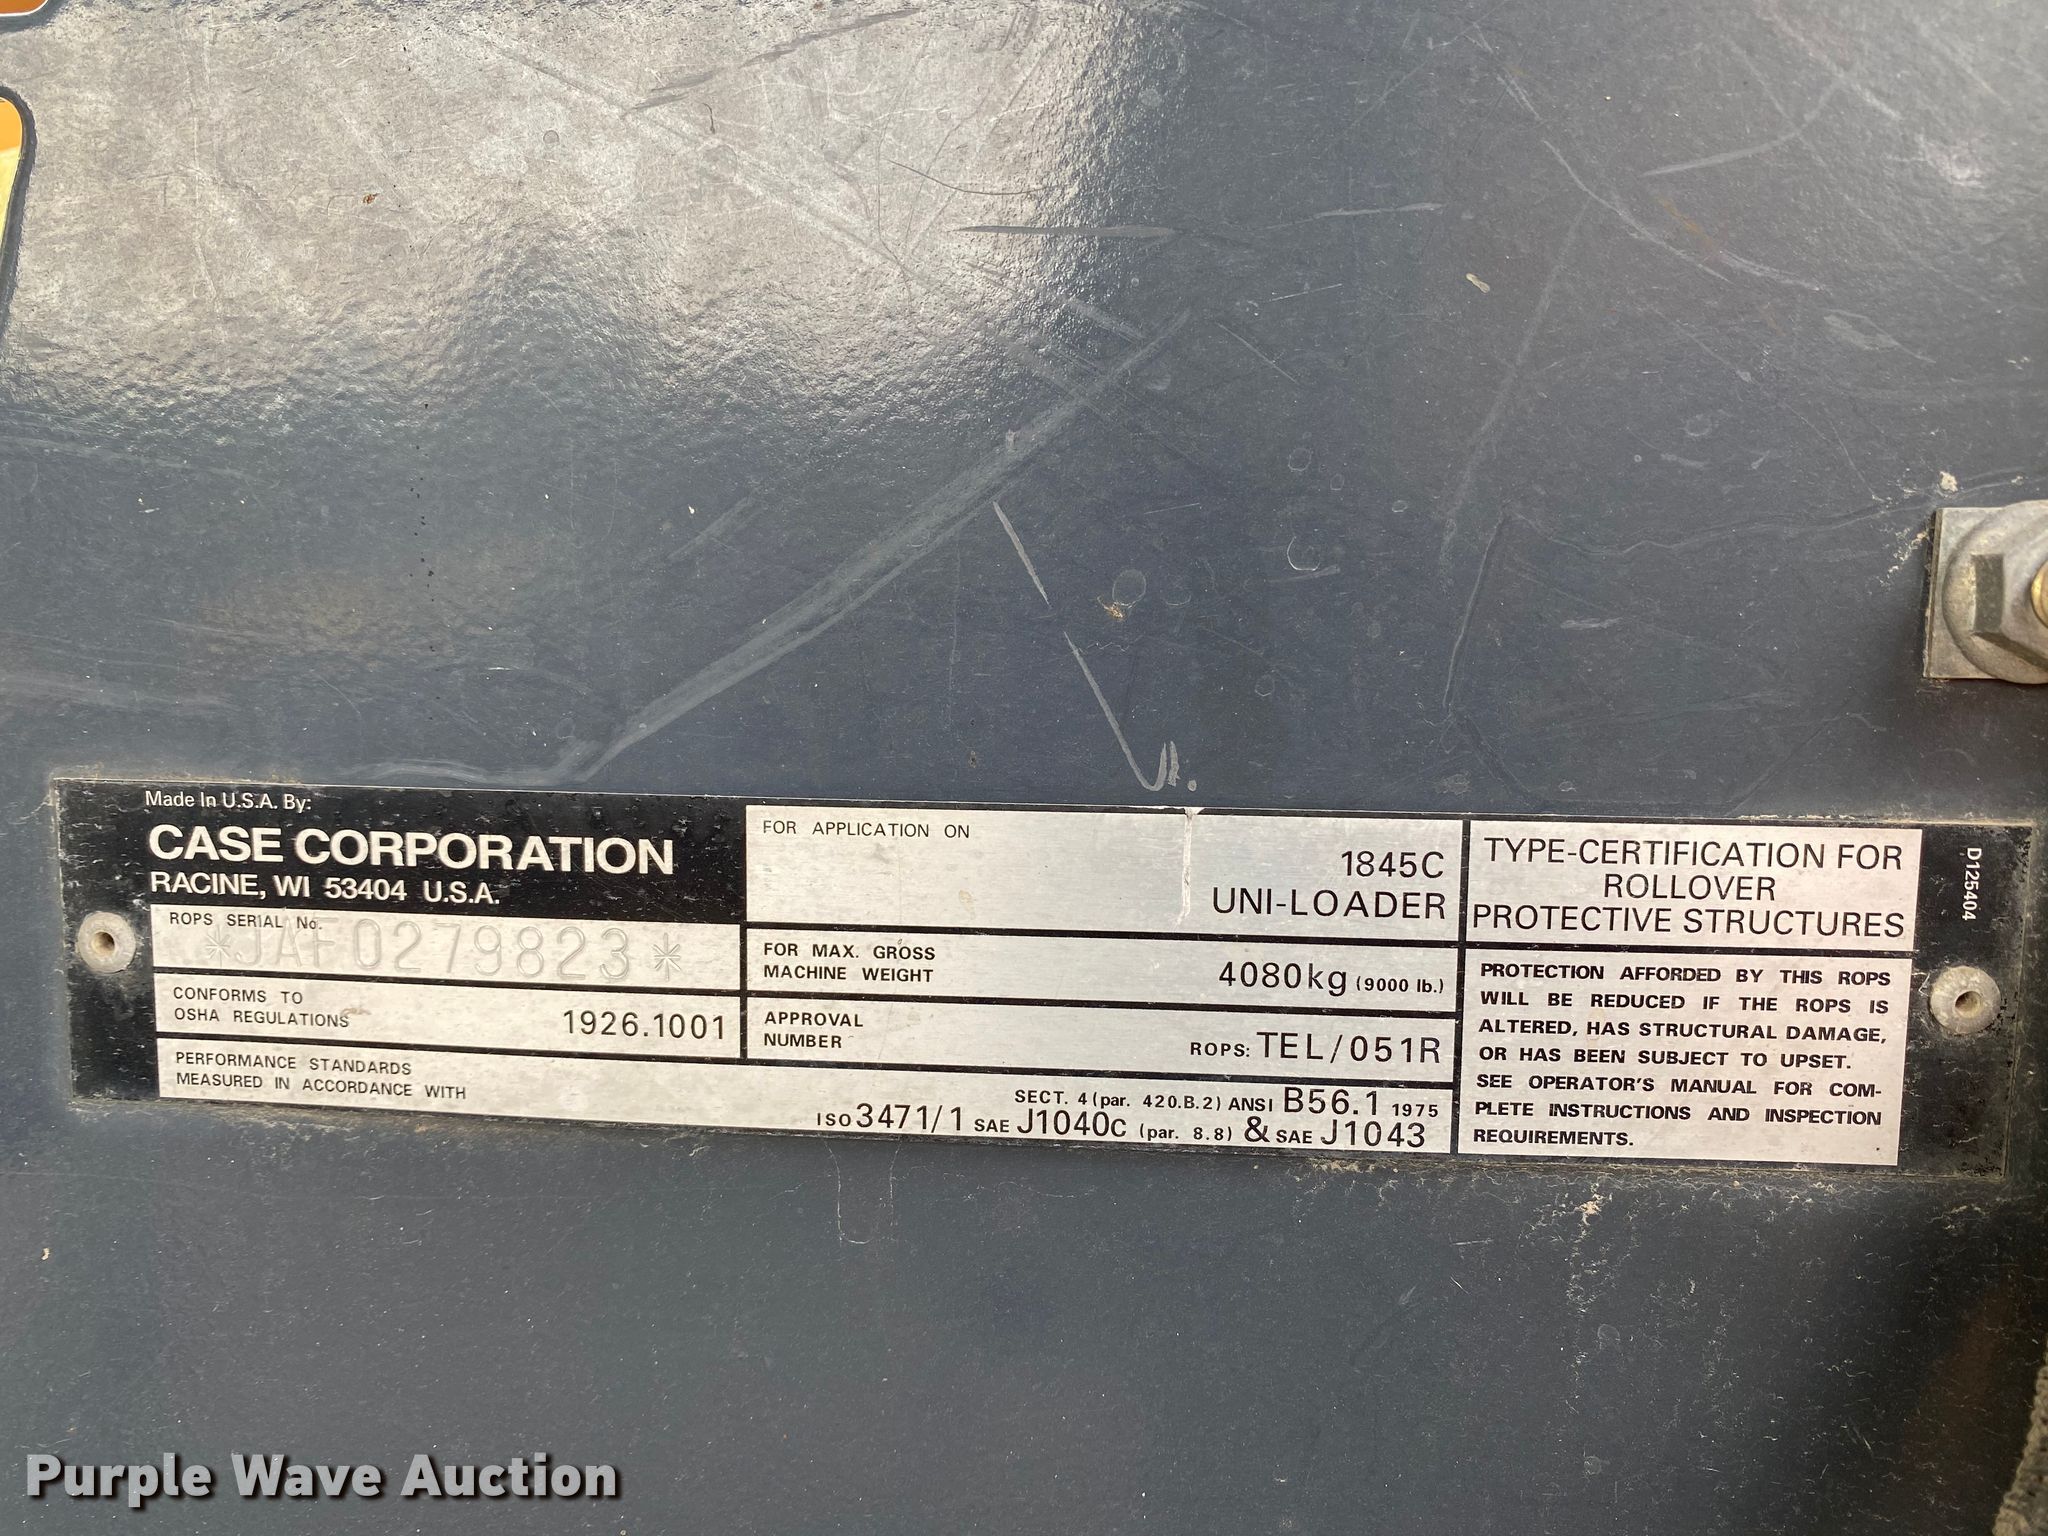 Made In U.S.A. By:
CASE CORPORATION
RACINE, WI 53404 U.S.A.
ROPS SERIAL No.
*JAF0279823*
CONFORMS TO
OSHA REGULATIONS 1926.1001
PERFORMANCE STANDARDS
MEASURED IN ACCORDANCE WITH
SECT. 4 (par. 420.B.2) ANSI B56.1 1975
ISO 3471/1 SAE J1040C (par. 8.8) & SAE J1043
FOR APPLICATION ON
1845C
UNI-LOADER
FOR MAX. GROSS
MACHINE WEIGHT 4080kg (9000 lb.)
APPROVAL
NUMBER ROPS: TEL/051R
TYPE-CERTIFICATION FOR
ROLLOVER
PROTECTIVE STRUCTURES
PROTECTION AFFORDED BY THIS ROPS
WILL BE REDUCED IF THE ROPS IS
ALTERED, HAS STRUCTURAL DAMAGE,
OR HAS BEEN SUBJECT TO UPSET.
SEE OPERATOR'S MANUAL FOR COM-
PLETE INSTRUCTIONS AND INSPECTION
REQUIREMENTS.
D125404
Purple Wave Auction